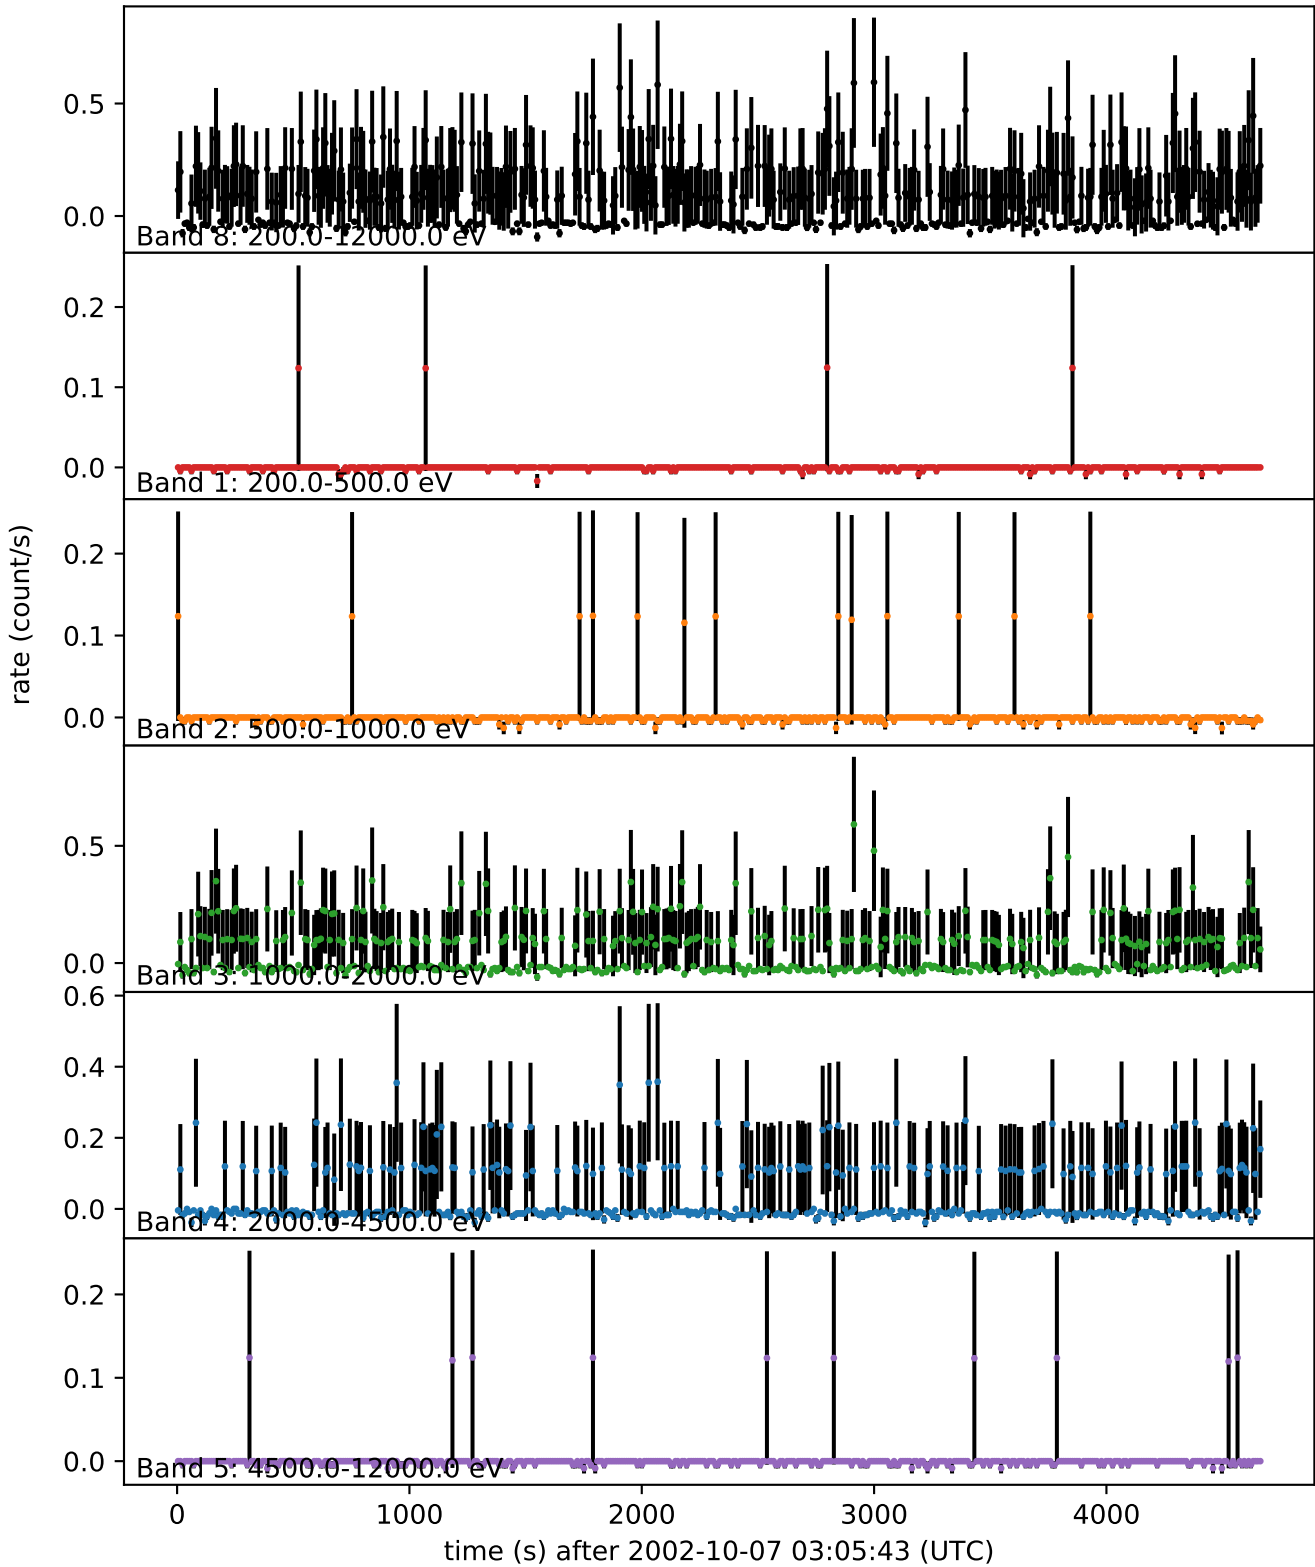 0.5
0.0
Band 8: 200.0-12000.0 eV
0.2
0.1
0.0
Band 1: 200.0-500.0 eV
rate (count/s)
0.2
0.1
0.0
Band 2: 500.0-1000.0 eV
0.5
0.0
Band 3: 1000.0-2000.0 eV
0.6
0.4
0.2
0.0
Band 4: 2000.0-4500.0 eV
0.2
0.1
0.0
Band 5: 4500.0-12000.0 eV
0 1000 2000 3000 4000
time (s) after 2002-10-07 03:05:43 (UTC)